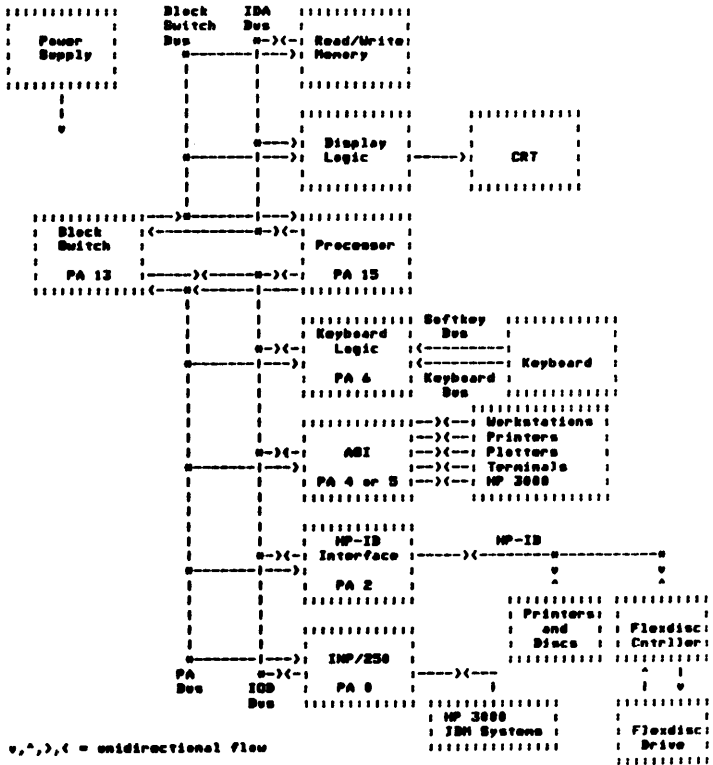 Block
Switch
Bus
IDA
Bus
Power
Supply
Read/Write
Memory
Display
Logic
CRT
Block
Switch
PA 13
Processor
PA 15
Keyboard
Logic
PA 6
Softkey
Bus
Keyboard
Bus
Keyboard
ASI
PA 4 or 5
Workstations
Printers
Plotters
Terminals
HP 3000
HP-IB
Interface
PA 2
HP-IB
Printers
and
Discs
Flexdisc
Cntrller
PA
Bus
IOD
Bus
INP/250
PA 0
HP 3000
IBM Systems
Flexdisc
Drive
v,^,>,< = unidirectional flow